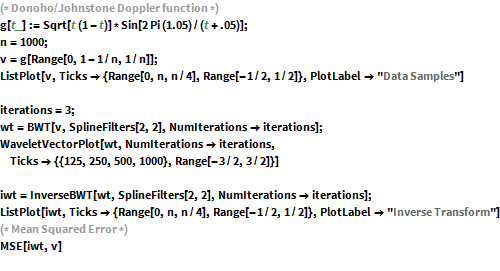 (* Donoho/Johnstone Doppler function *)
g[t_] := Sqrt[t (1 - t)] * Sin[2 Pi (1.05) / (t + .05)];
n = 1000;
v = g[Range[0, 1 - 1/n, 1/n]];
ListPlot[v, Ticks → {Range[0, n, n/4], Range[-1/2, 1/2]}, PlotLabel → "Data Samples"]
iterations = 3;
wt = BWT[v, SplineFilters[2, 2], NumIterations → iterations];
WaveletVectorPlot[wt, NumIterations → iterations,
Ticks → {{125, 250, 500, 1000}, Range[-3/2, 3/2]}]
iwt = InverseBWT[wt, SplineFilters[2, 2], NumIterations → iterations];
ListPlot[iwt, Ticks → {Range[0, n, n/4], Range[-1/2, 1/2]}, PlotLabel → "Inverse Transform"]
(* Mean Squared Error *)
MSE[iwt, v]